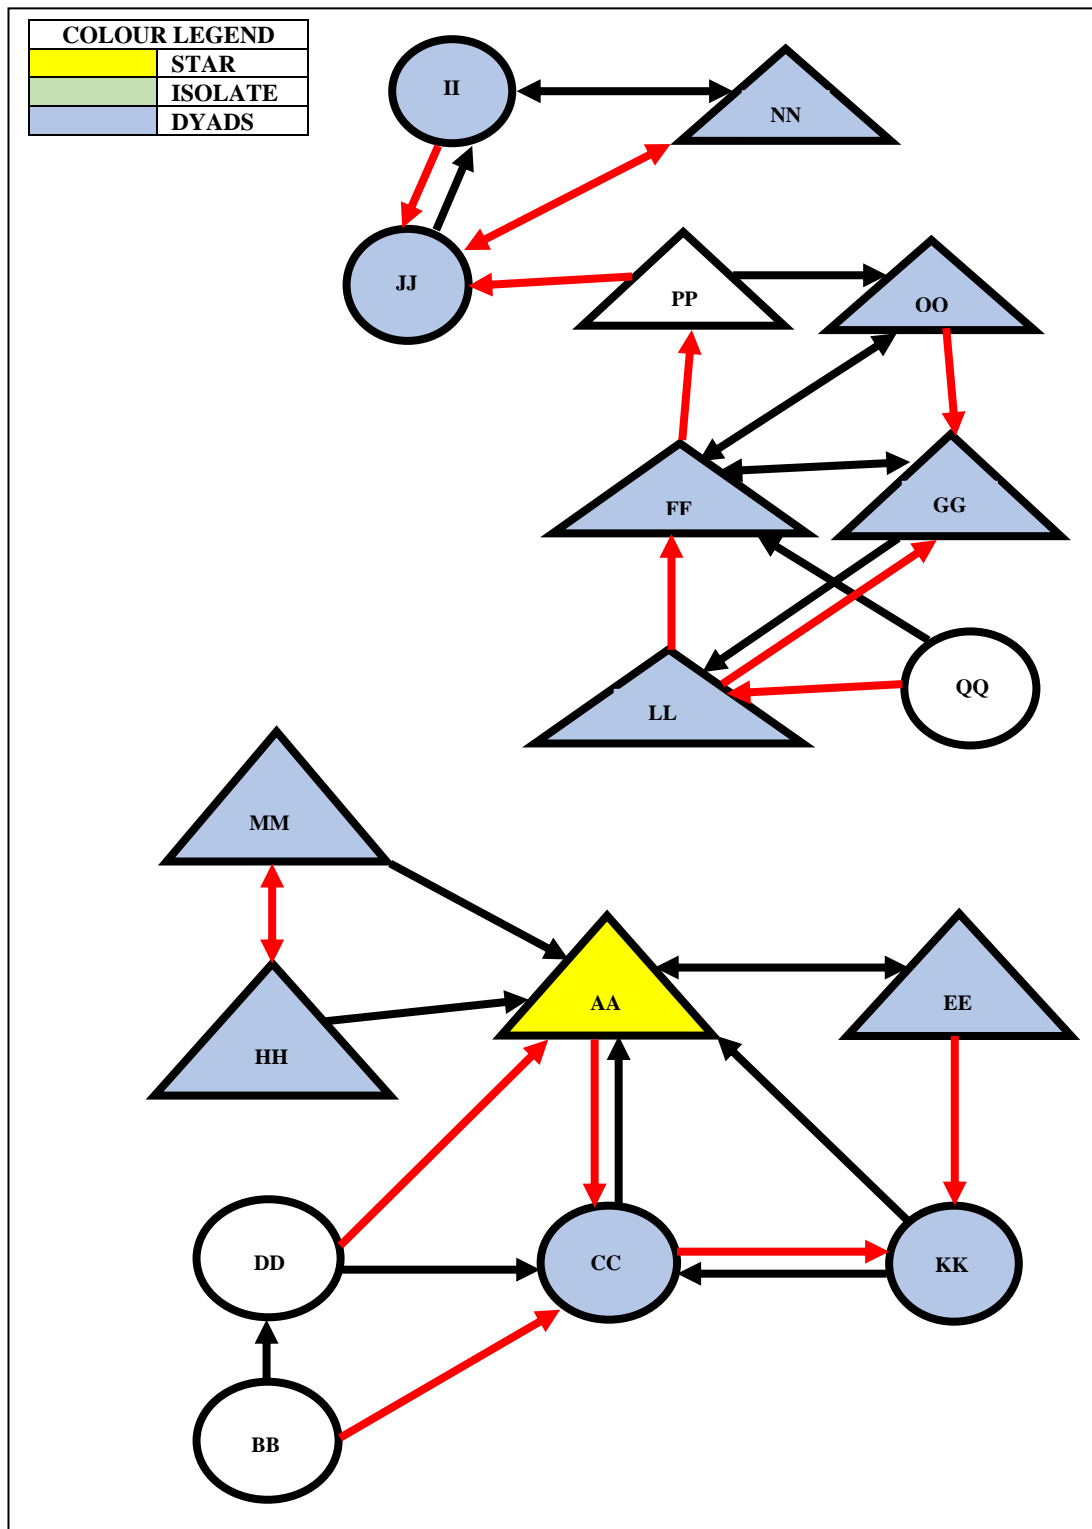 COLOUR LEGEND
STAR
ISOLATE
DYADS
II
NN
JJ
PP
OO
FF
GG
LL
QQ
MM
AA
EE
HH
DD
CC
KK
BB